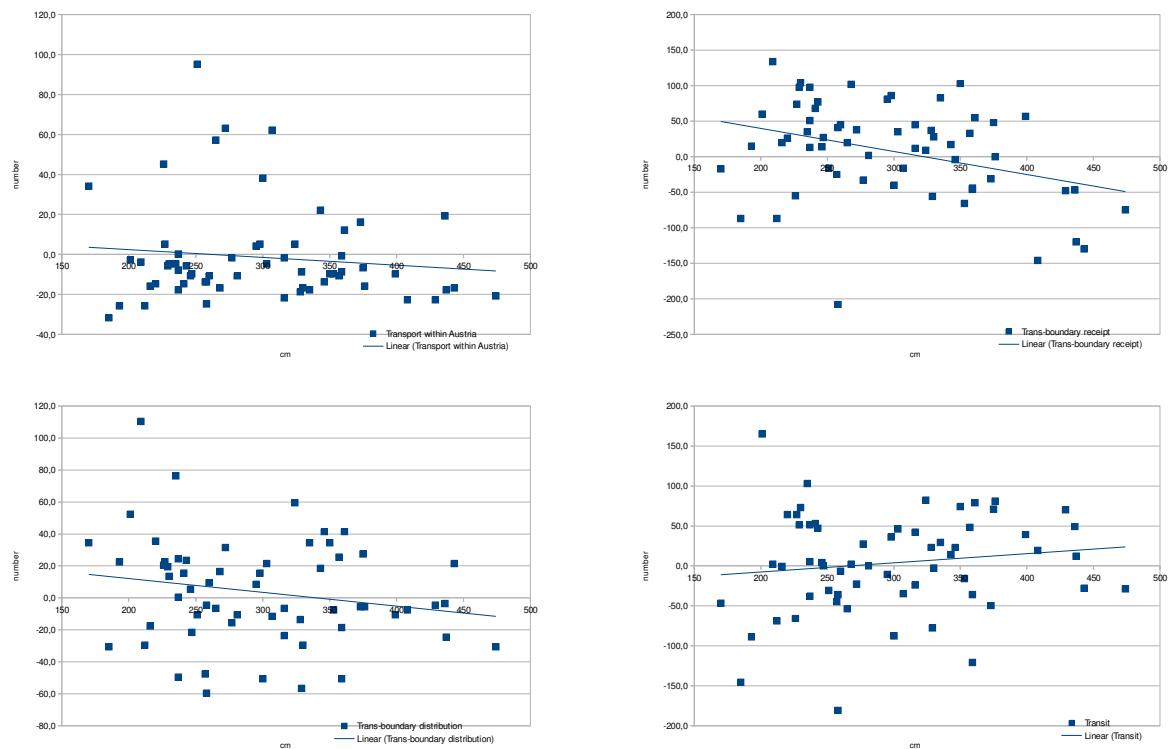 120,0
100,0
80,0
60,0
40,0
20,0
0,0
-20,0
-40,0
150 200 250 300 350 400 450 500
number
cm
Transport within Austria
Linear (Transport within Austria)
200,0
150,0
100,0
50,0
0,0
-50,0
-100,0
-150,0
-200,0
-250,0
150 200 250 300 350 400 450 500
number
cm
Trans-boundary receipt
Linear (Trans-boundary receipt)
120,0
100,0
80,0
60,0
40,0
20,0
0,0
-20,0
-40,0
-60,0
-80,0
150 200 250 300 350 400 450 500
number
cm
Trans-boundary distribution
Linear (Trans-boundary distribution)
200,0
150,0
100,0
50,0
0,0
-50,0
-100,0
-150,0
-200,0
150 200 250 300 350 400 450 500
number
cm
Transit
Linear (Transit)